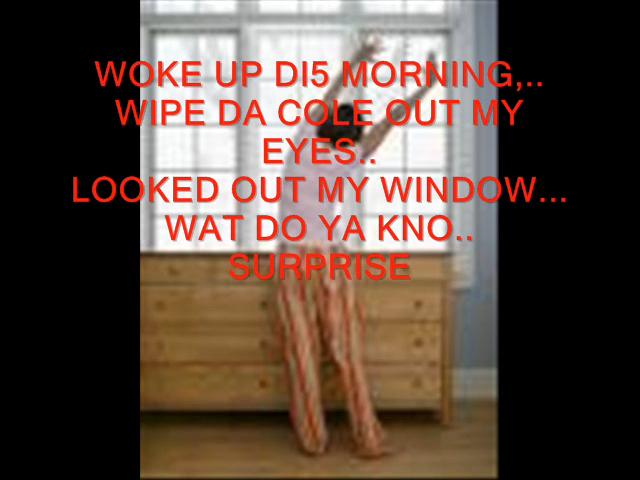 WOKE UP DI5 MORNING,..
WIPE DA COLE OUT MY
EYES..
LOOKED OUT MY WINDOW...
WAT DO YA KNO..
SURPRISE